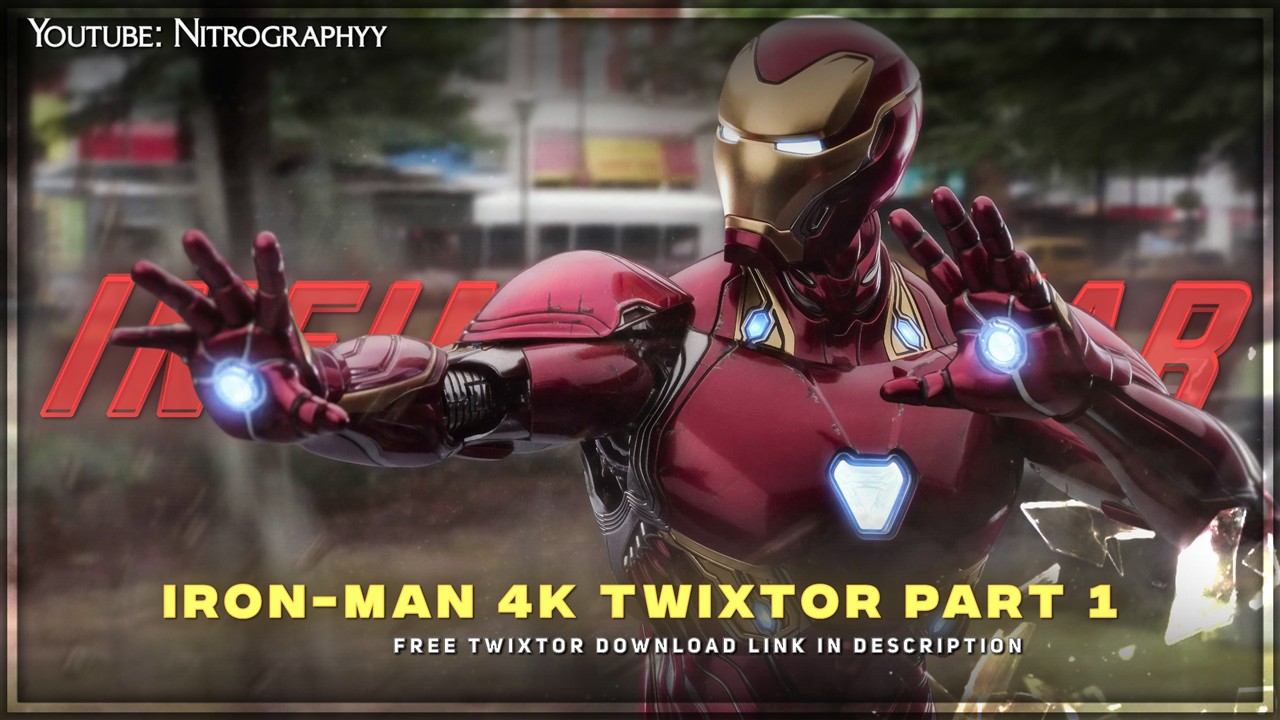 Youtube: Nitrographyy
IRON-MAN 4K TWIXTOR PART 1
FREE TWIXTOR DOWNLOAD LINK IN DESCRIPTION